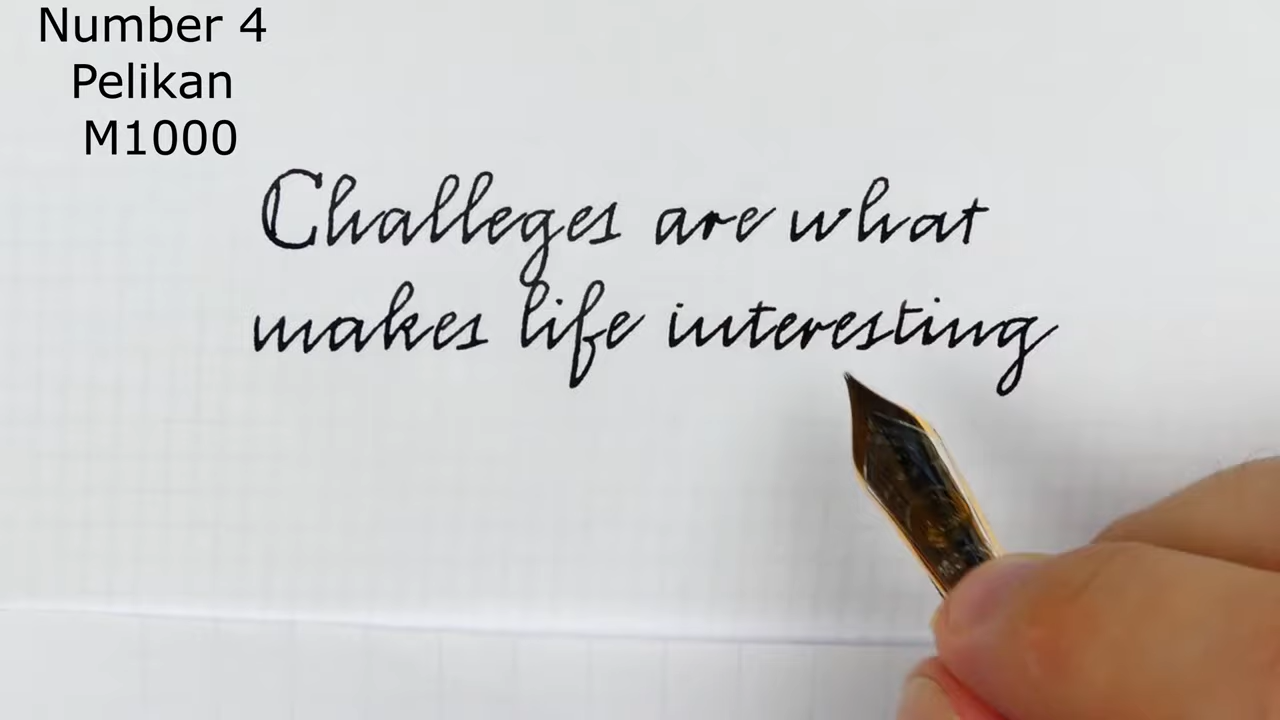 Number 4
Pelikan
M1000
Challeges are what
makes life interesting